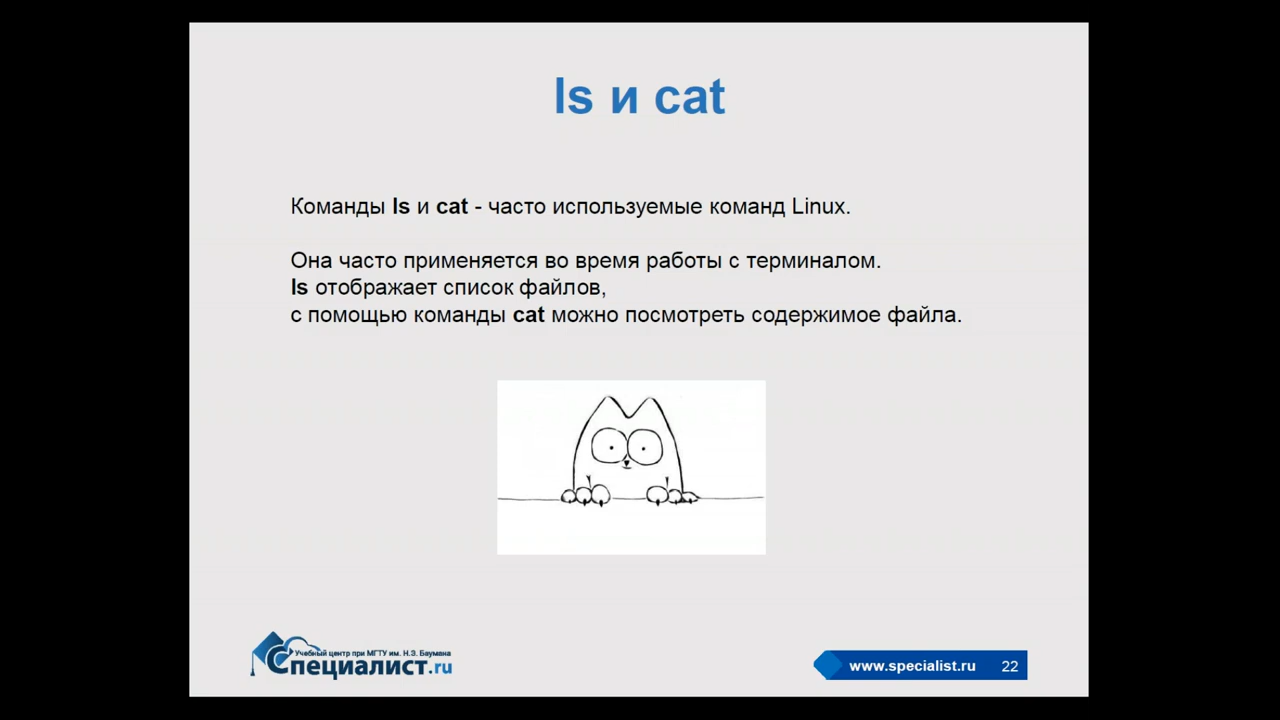 ls и cat
Команды ls и cat - часто используемые команд Linux.
Она часто применяется во время работы с терминалом.
ls отображает список файлов,
с помощью команды cat можно посмотреть содержимое файла.
Учебный центр при МГТУ им. Н.Э. Баумана
Специалист.ru
www.specialist.ru 22